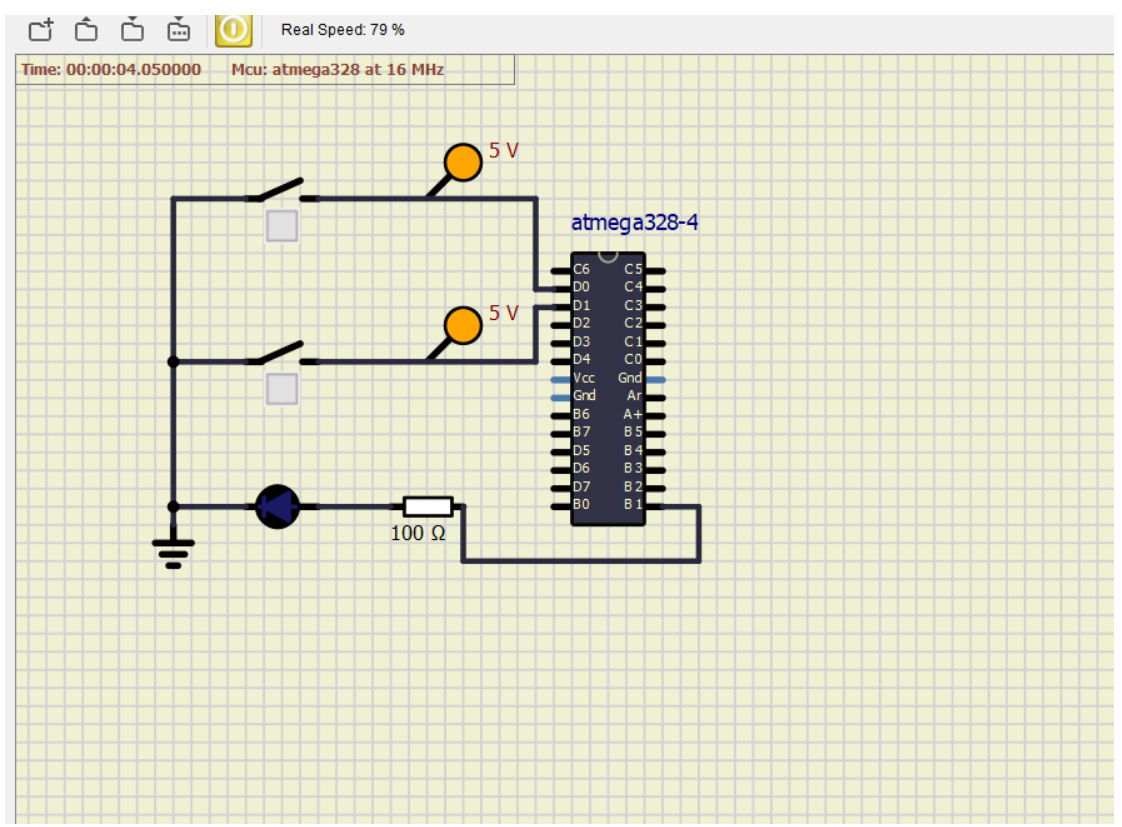 Real Speed: 79 %
Time: 00:00:04.050000 Mcu: atmega328 at 16 MHz
5 V
atmega328-4
C6 C5
D0 C4
5 V
D1 C3
D2 C2
D3 C1
D4 C0
Vcc Gnd
Gnd Ar
B6 A+
B7 B5
D5 B4
D6 B3
D7 B2
B0 B1
100 Ω